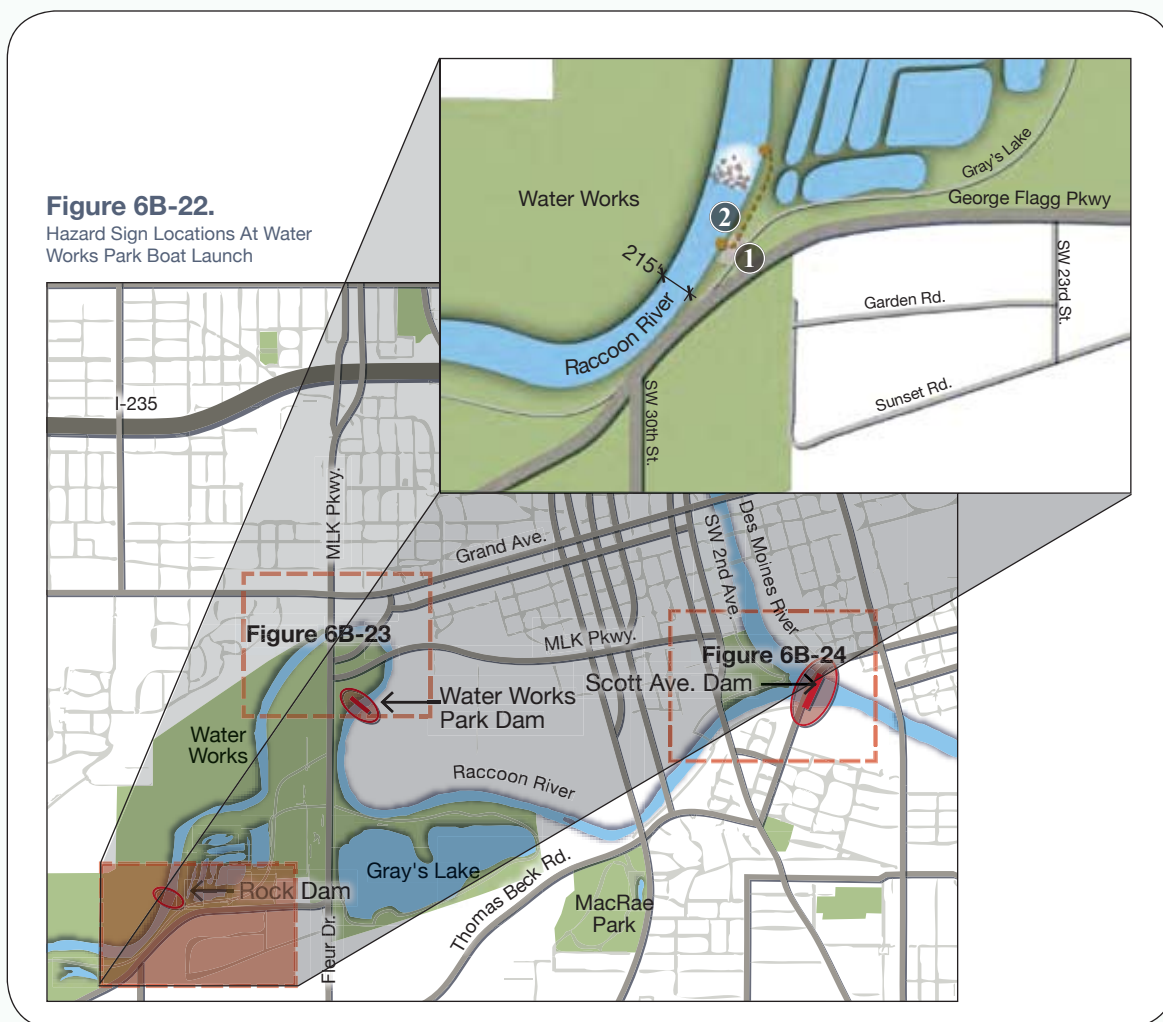 Figure 6B-22.
Hazard Sign Locations At Water
Works Park Boat Launch
Water Works
2
1
215'
Raccoon River
Gray's Lake
George Flagg Pkwy
SW 23rd St.
Garden Rd.
Sunset Rd.
SW 30th St.
I-235
MLK Pkwy.
Grand Ave.
SW 2nd Ave.
Des Moines River
Figure 6B-23
MLK Pkwy.
Figure 6B-24
Scott Ave. Dam
Water Works
Park Dam
Water
Works
Raccoon River
Gray's Lake
Rock Dam
Fleur Dr.
Thomas Beck Rd.
MacRae
Park